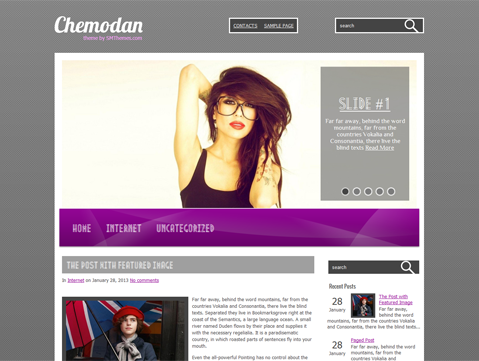 Chemodan
theme by SMThemes.com
CONTACTS SAMPLE PAGE
search
SLIDE #1
Far far away, behind the word
mountains, far from the
countries Vokalia and
Consonantia, there live the
blind texts Read More
HOME INTERNET UNCATEGORIZED
THE POST WITH FEATURED IMAGE
In Internet on January 28, 2013 No comments
Far far away, behind the word mountains, far from the
countries Vokalia and Consonantia, there live the blind
texts. Separated they live in Bookmarksgrove right at the
coast of the Semantics, a large language ocean. A small
river named Duden flows by their place and supplies it
with the necessary regelialia. It is a paradisematic
country, in which roasted parts of sentences fly into
your mouth.
Even the all-powerful Pointing has no control about the
search
Recent Posts
28
January
The Post with
Featured Image
Far far away,
behind the word
mountains, far from the countries Vokalia
and Consonantia, there live the blind texts...
28
January
Paged Post
Far far away,
behind the word